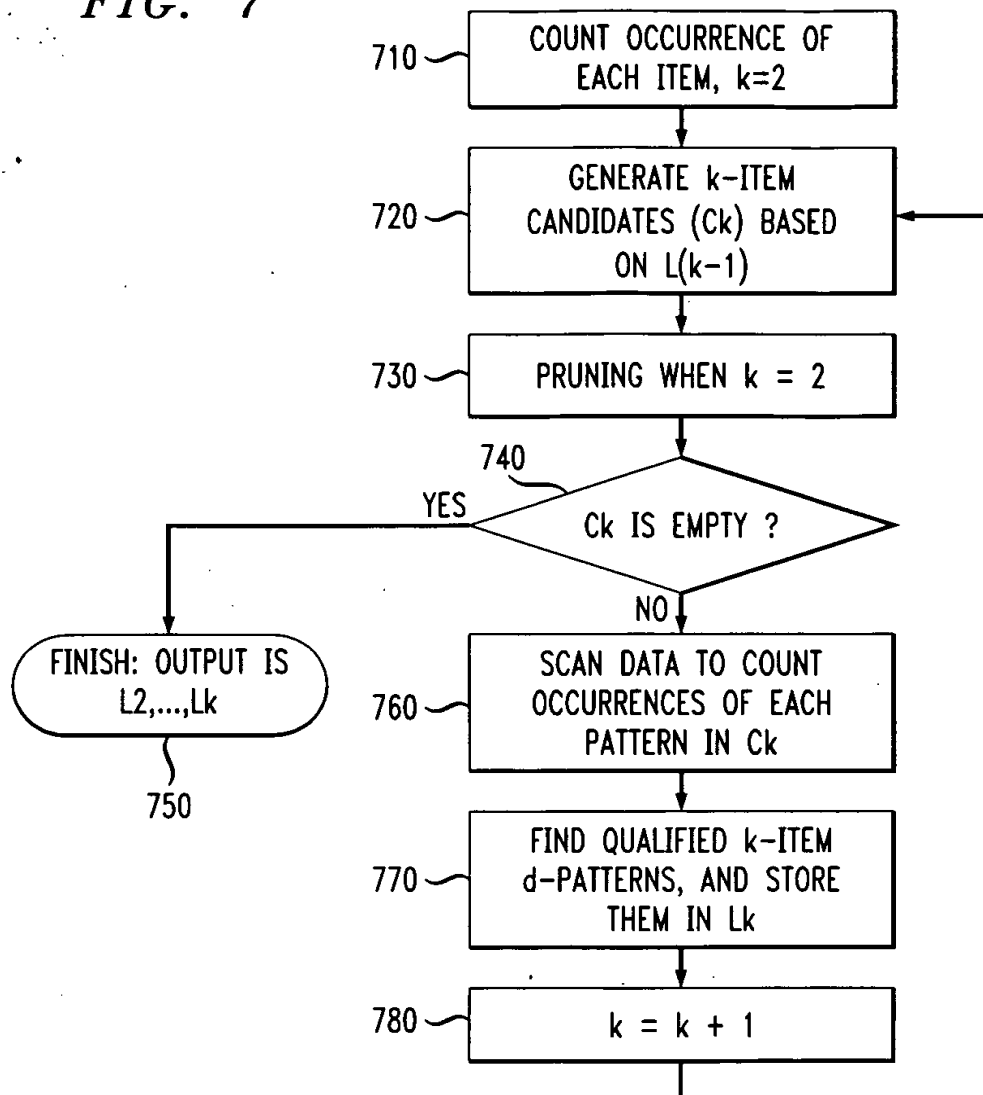 FIG. 7
710
COUNT OCCURRENCE OF
EACH ITEM, k=2
720
GENERATE k-ITEM
CANDIDATES (Ck) BASED
ON L(k-1)
730
PRUNING WHEN k = 2
740
YES
Ck IS EMPTY ?
NO
FINISH: OUTPUT IS
L2,...,Lk
750
760
SCAN DATA TO COUNT
OCCURRENCES OF EACH
PATTERN IN Ck
770
FIND QUALIFIED k-ITEM
d-PATTERNS, AND STORE
THEM IN Lk
780
k = k + 1